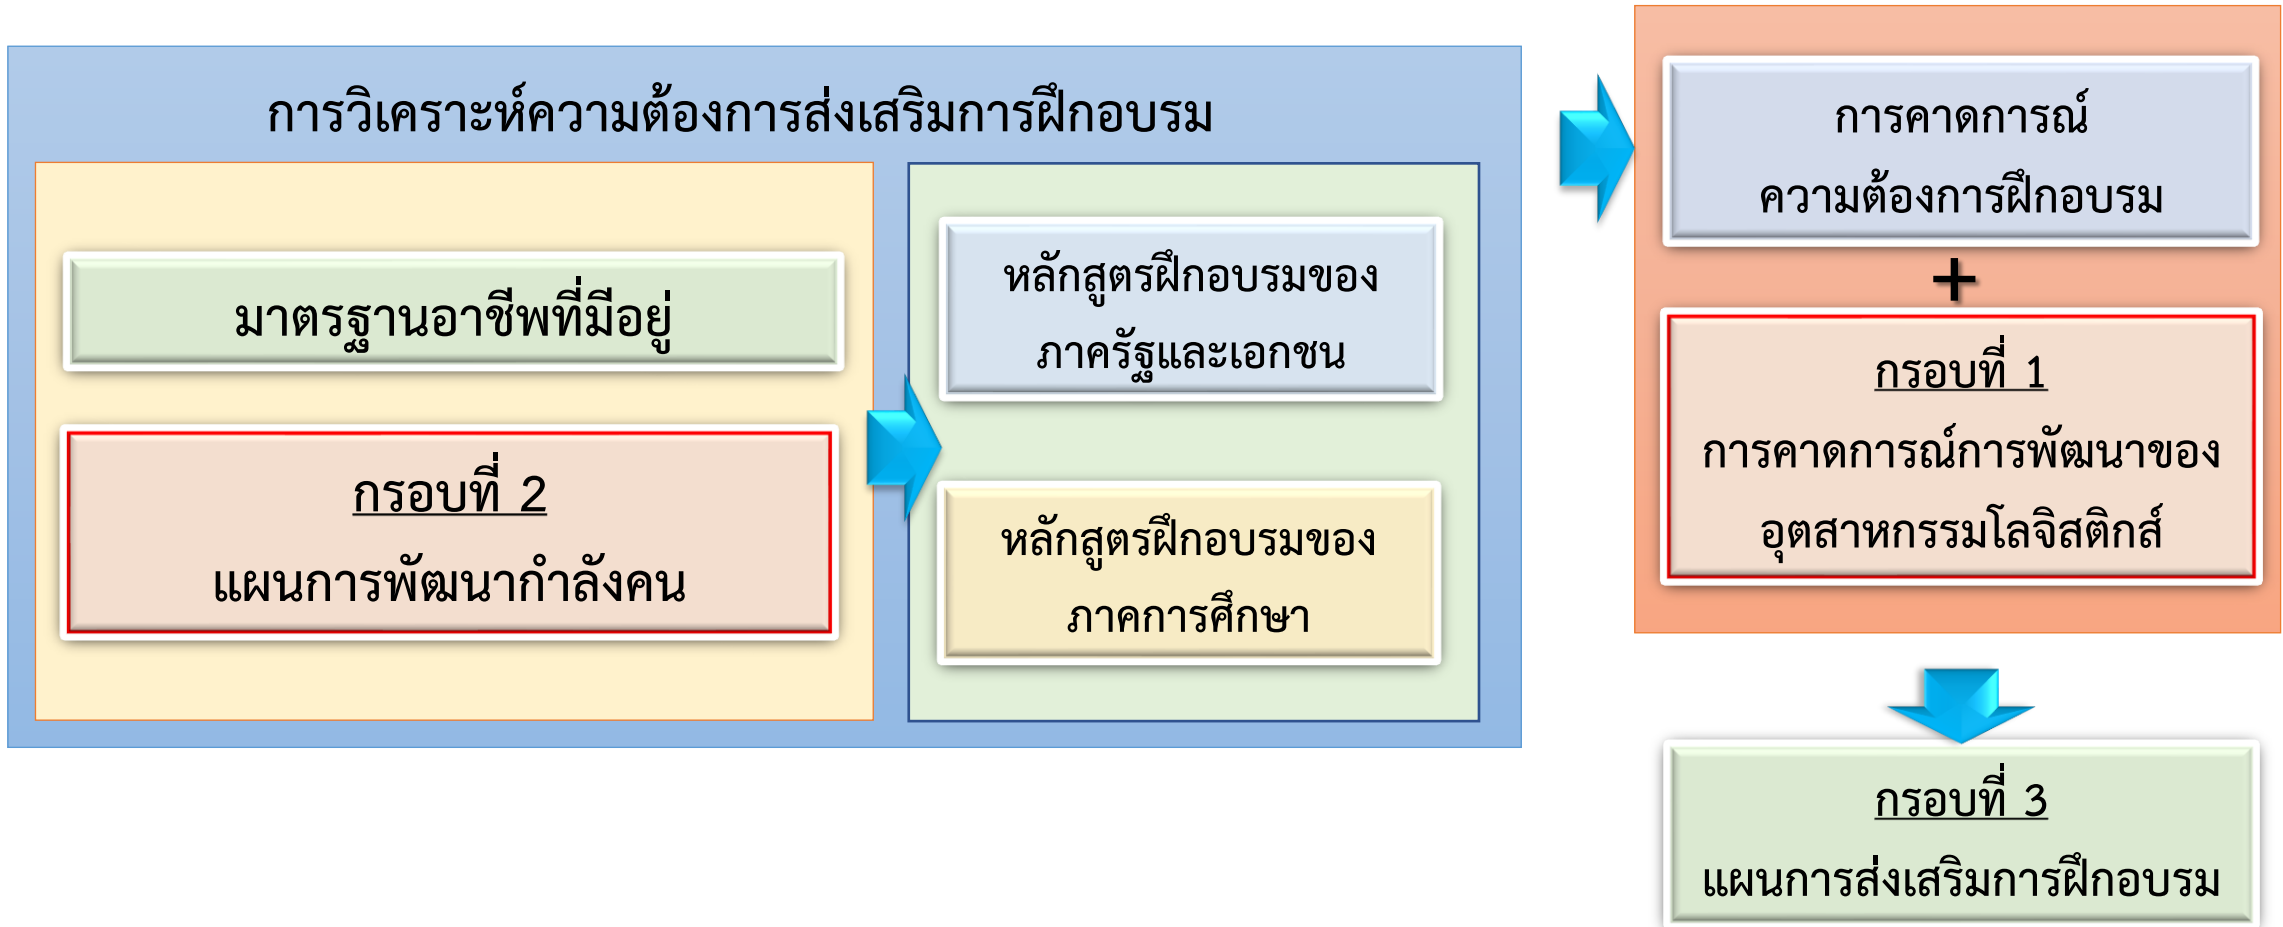 การวิเคราะห์ความต้องการส่งเสริมการฝึกอบรม
มาตรฐานอาชีพที่มีอยู่
กรอบที่ 2
แผนการพัฒนากำลังคน
หลักสูตรฝึกอบรมของ
ภาครัฐและเอกชน
หลักสูตรฝึกอบรมของ
ภาคการศึกษา
การคาดการณ์
ความต้องการฝึกอบรม
+
กรอบที่ 1
การคาดการณ์การพัฒนาของ
อุตสาหกรรมโลจิสติกส์
กรอบที่ 3
แผนการส่งเสริมการฝึกอบรม